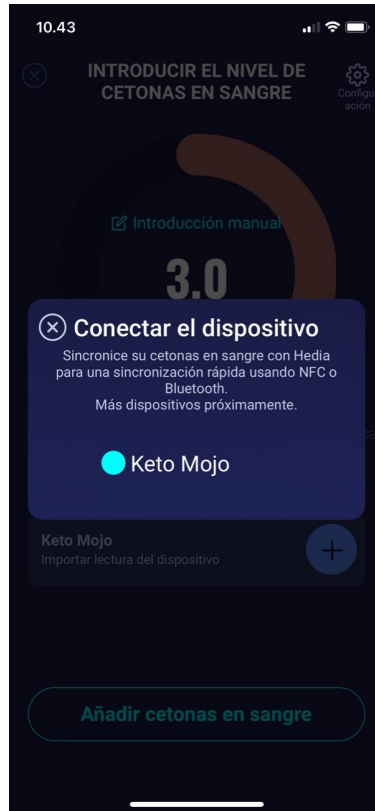 10.43
INTRODUCIR EL NIVEL DE
CETONAS EN SANGRE
Configu
ación
Introducción manual
3.0
Conectar el dispositivo
Sincronice su cetonas en sangre con Hedia
para una sincronización rápida usando NFC o
Bluetooth.
Más dispositivos próximamente.
Keto Mojo
Keto Mojo
Importar lectura del dispositivo
Añadir cetonas en sangre